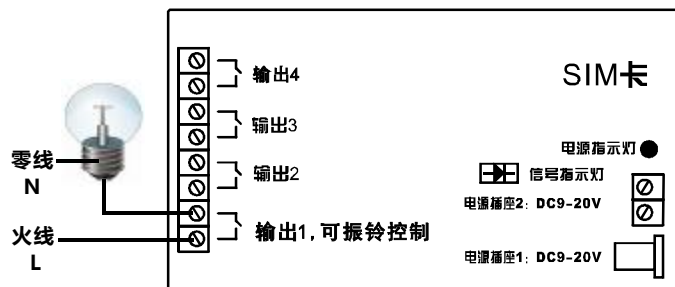 输出4
SIM卡
输出3
电源指示灯
零线
N
输出2
信号指示灯
电源插座2: DC9-20V
火线
L
输出1,可振铃控制
电源插座1: DC9-20V